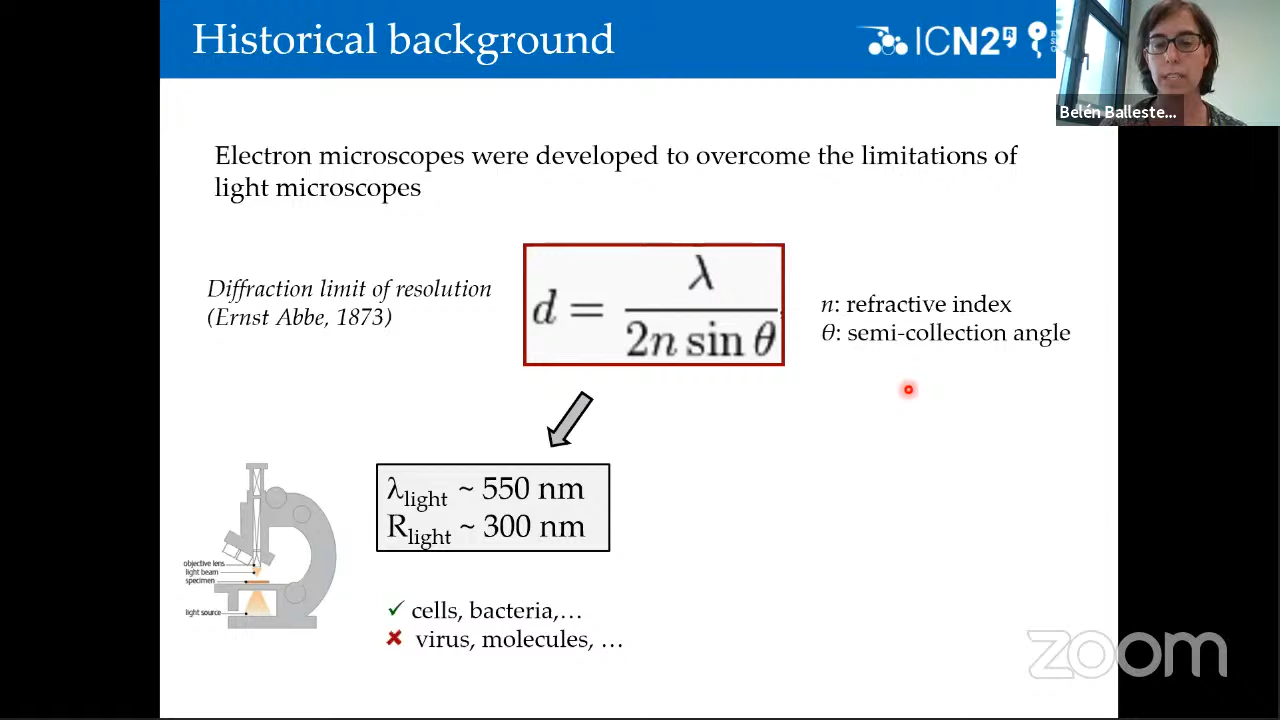 Historical background
ICN2
Belén Balleste...
Electron microscopes were developed to overcome the limitations of
light microscopes
Diffraction limit of resolution
(Ernst Abbe, 1873)
d = λ / 2n sin θ
n: refractive index
θ: semi-collection angle
λlight ~ 550 nm
Rlight ~ 300 nm
objective lens
light beam
specimen
light source
✓ cells, bacteria,...
✗ virus, molecules, ...
zoom